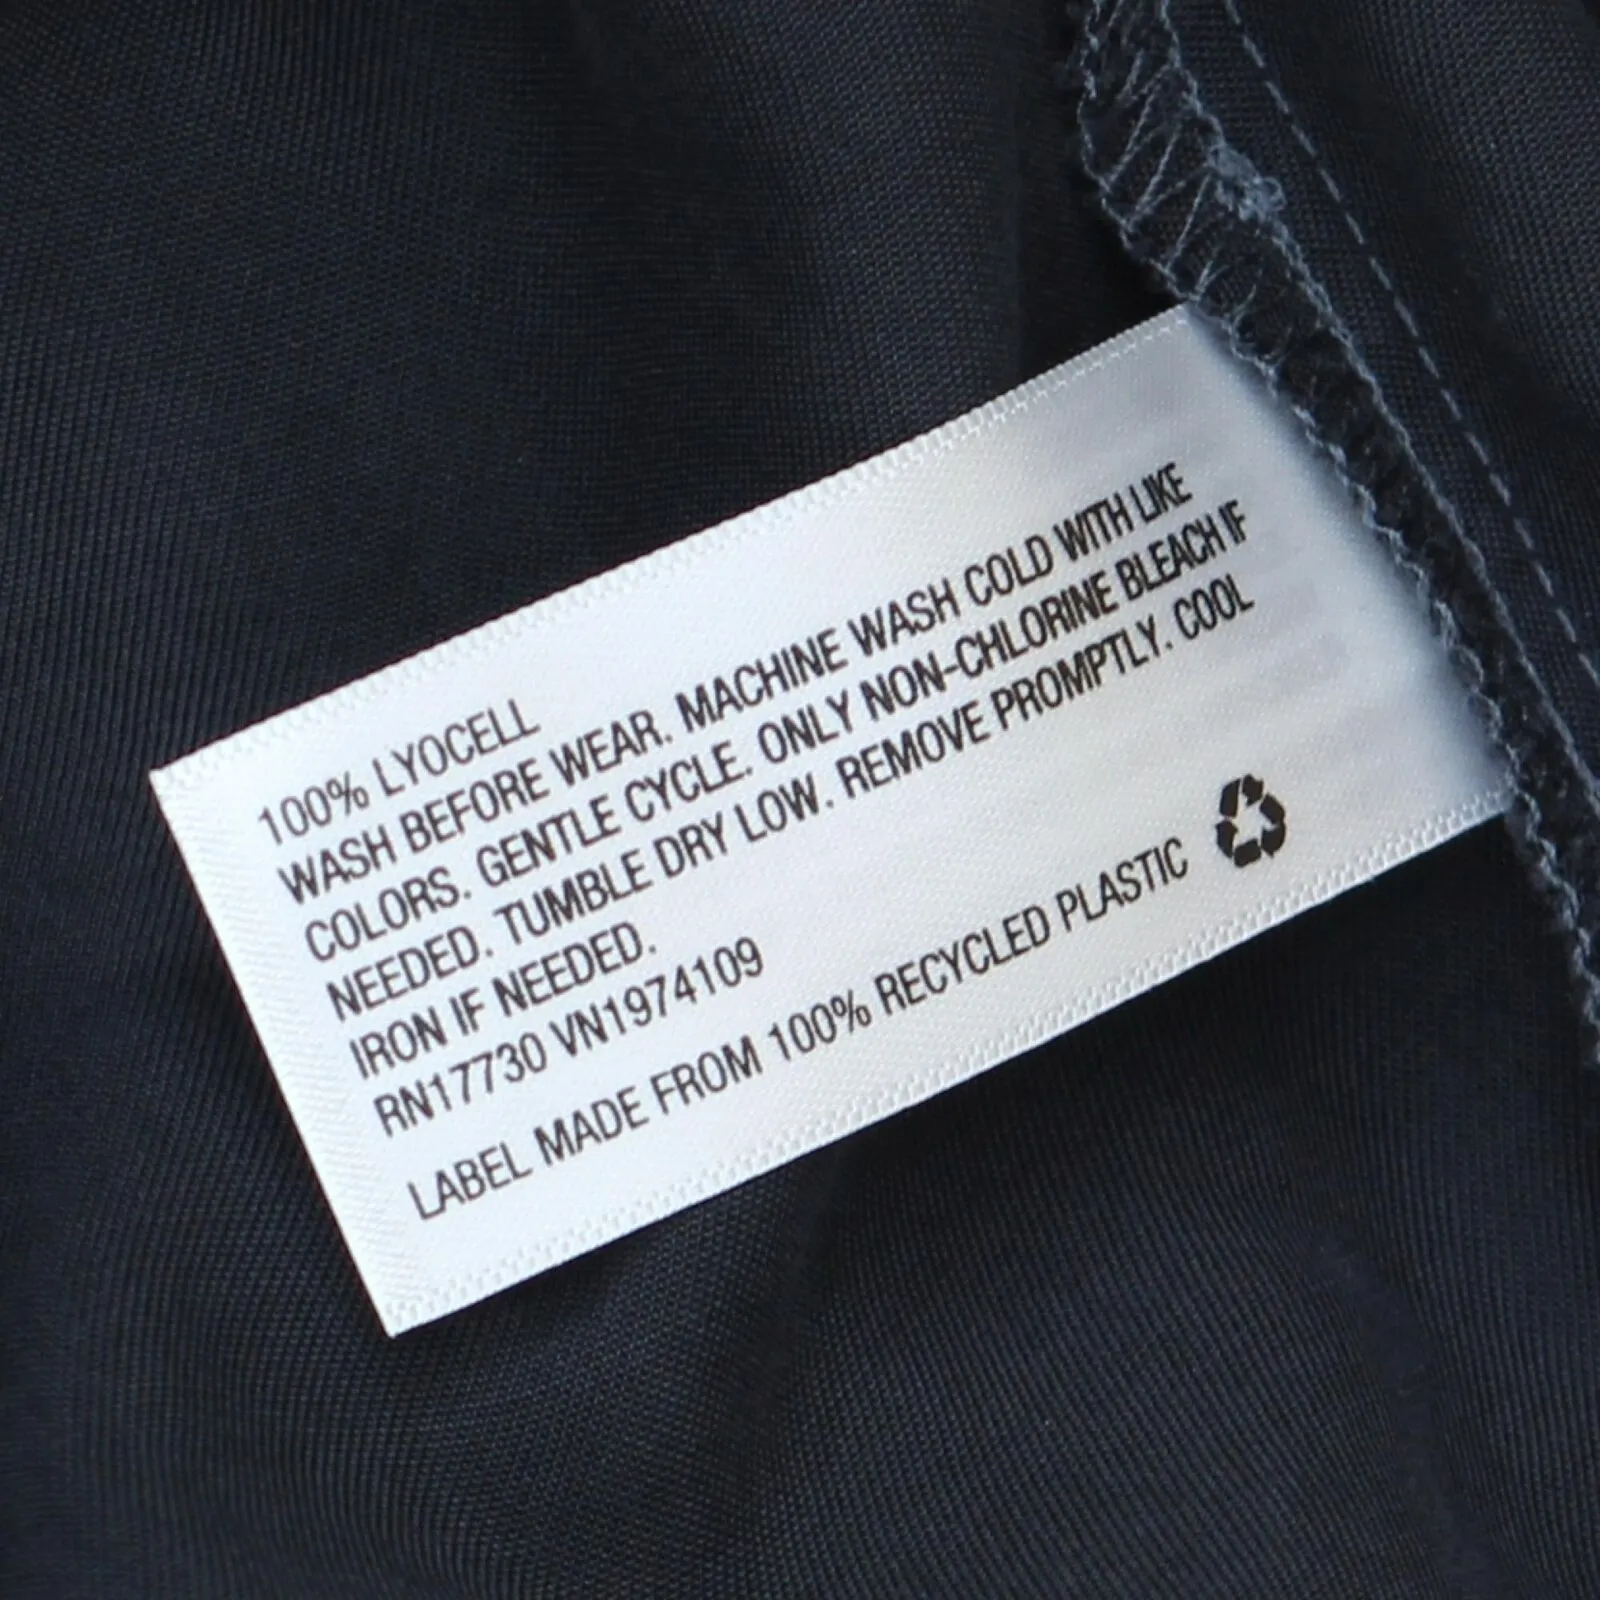 100% LYOCELL
WASH BEFORE WEAR. MACHINE WASH COLD WITH LIKE
COLORS. GENTLE CYCLE. ONLY NON-CHLORINE BLEACH IF
NEEDED. TUMBLE DRY LOW. REMOVE PROMPTLY. COOL
IRON IF NEEDED.
RN17730 VN1974109
LABEL MADE FROM 100% RECYCLED PLASTIC